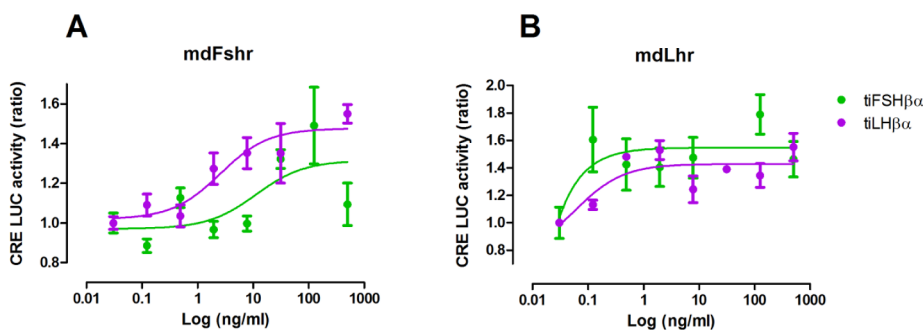 A
mdFshr
CRE LUC activity (ratio)
1.6
1.4
1.2
1.0
0.8
0.01 0.1 1 10 100 1000
Log (ng/ml)
B
mdLhr
CRE LUC activity (ratio)
2.0
1.8
1.6
1.4
1.2
1.0
0.8
0.01 0.1 1 10 100 1000
Log (ng/ml)
tiFSHβα
tiLHβα